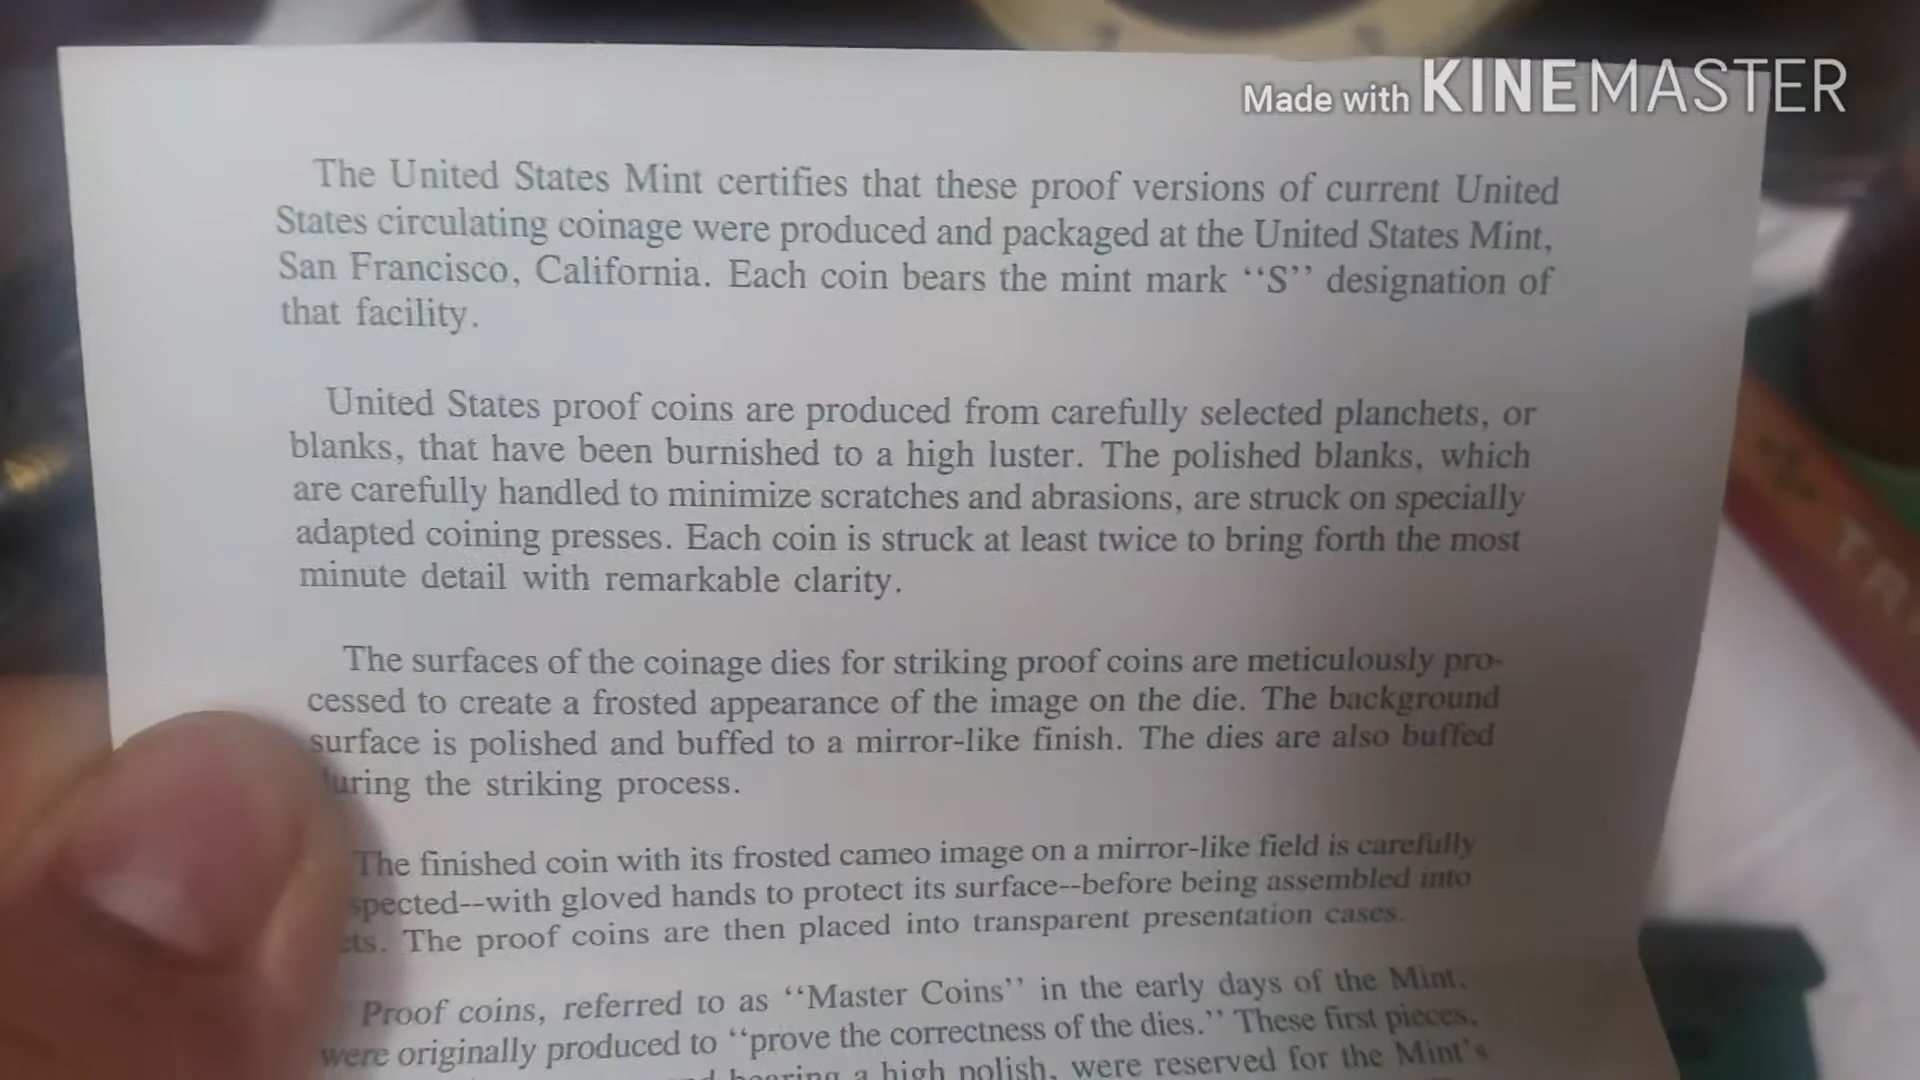 Made with KINEMASTER
The United States Mint certifies that these proof versions of current United
States circulating coinage were produced and packaged at the United States Mint,
San Francisco, California. Each coin bears the mint mark ‘‘S’’ designation of
that facility.
United States proof coins are produced from carefully selected planchets, or
blanks, that have been burnished to a high luster. The polished blanks, which
are carefully handled to minimize scratches and abrasions, are struck on specially
adapted coining presses. Each coin is struck at least twice to bring forth the most
minute detail with remarkable clarity.
The surfaces of the coinage dies for striking proof coins are meticulously pro-
cessed to create a frosted appearance of the image on the die. The background
surface is polished and buffed to a mirror-like finish. The dies are also buffed
uring the striking process.
The finished coin with its frosted cameo image on a mirror-like field is carefully
spected--with gloved hands to protect its surface--before being assembled into
ets. The proof coins are then placed into transparent presentation cases.
Proof coins, referred to as ‘‘Master Coins’’ in the early days of the Mint,
were originally produced to ‘‘prove the correctness of the dies.’’ These first pieces,
bearing a high polish, were reserved for the Mint's